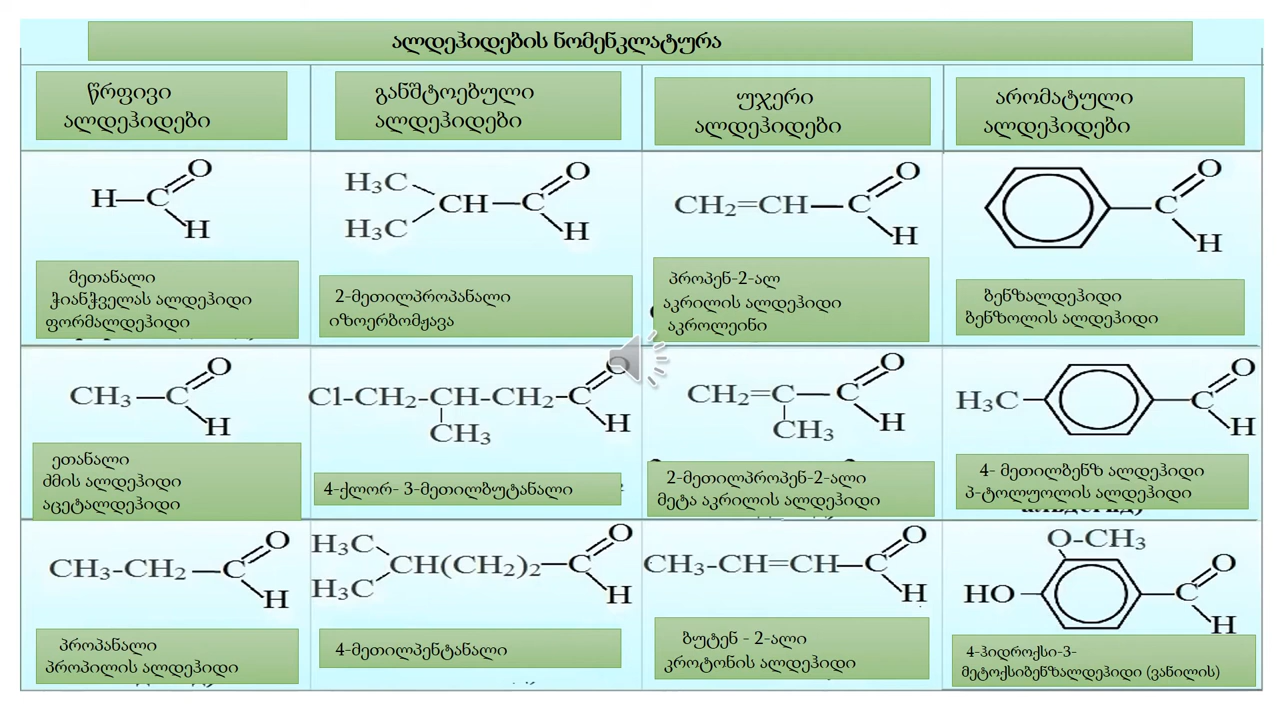 ალდეჰიდების ნომენკლატურა
წრფივი
ალდეჰიდები
განშტოებული
ალდეჰიდები
უჯერი
ალდეჰიდები
არომატული
ალდეჰიდები
O
H—C
H
მეთანალი
ჭიანჭველას ალდეჰიდი
ფორმალდეჰიდი
H₃C
O
CH—C
H₃C
H
2-მეთილპროპანალი
იზოერბომჟავა
O
CH₂=CH—C
H
პროპენ-2-ალ
აკრილის ალდეჰიდი
აკროლეინი
O
C
H
ბენზალდეჰიდი
ბენზოლის ალდეჰიდი
O
CH₃—C
H
ეთანალი
ძმის ალდეჰიდი
აცეტალდეჰიდი
O
Cl-CH₂-CH-CH₂—C
H
CH₃
4-ქლორ- 3-მეთილბუტანალი
O
CH₂=C—C
H
CH₃
2-მეთილპროპენ-2-ალი
მეტა აკრილის ალდეჰიდი
O
H₃C
C
H
4- მეთილბენზ ალდეჰიდი
პ-ტოლუოლის ალდეჰიდი
O
CH₃-CH₂—C
H
პროპანალი
პროპილის ალდეჰიდი
H₃C
O
CH(CH₂)₂—C
H₃C
H
4-მეთილპენტანალი
O
CH₃-CH=CH—C
H
ბუტენ - 2-ალი
კროტონის ალდეჰიდი
O-CH₃
O
HO
C
H
4-ჰიდროქსი-3-
მეტოქსიბენზალდეჰიდი (ვანილის)